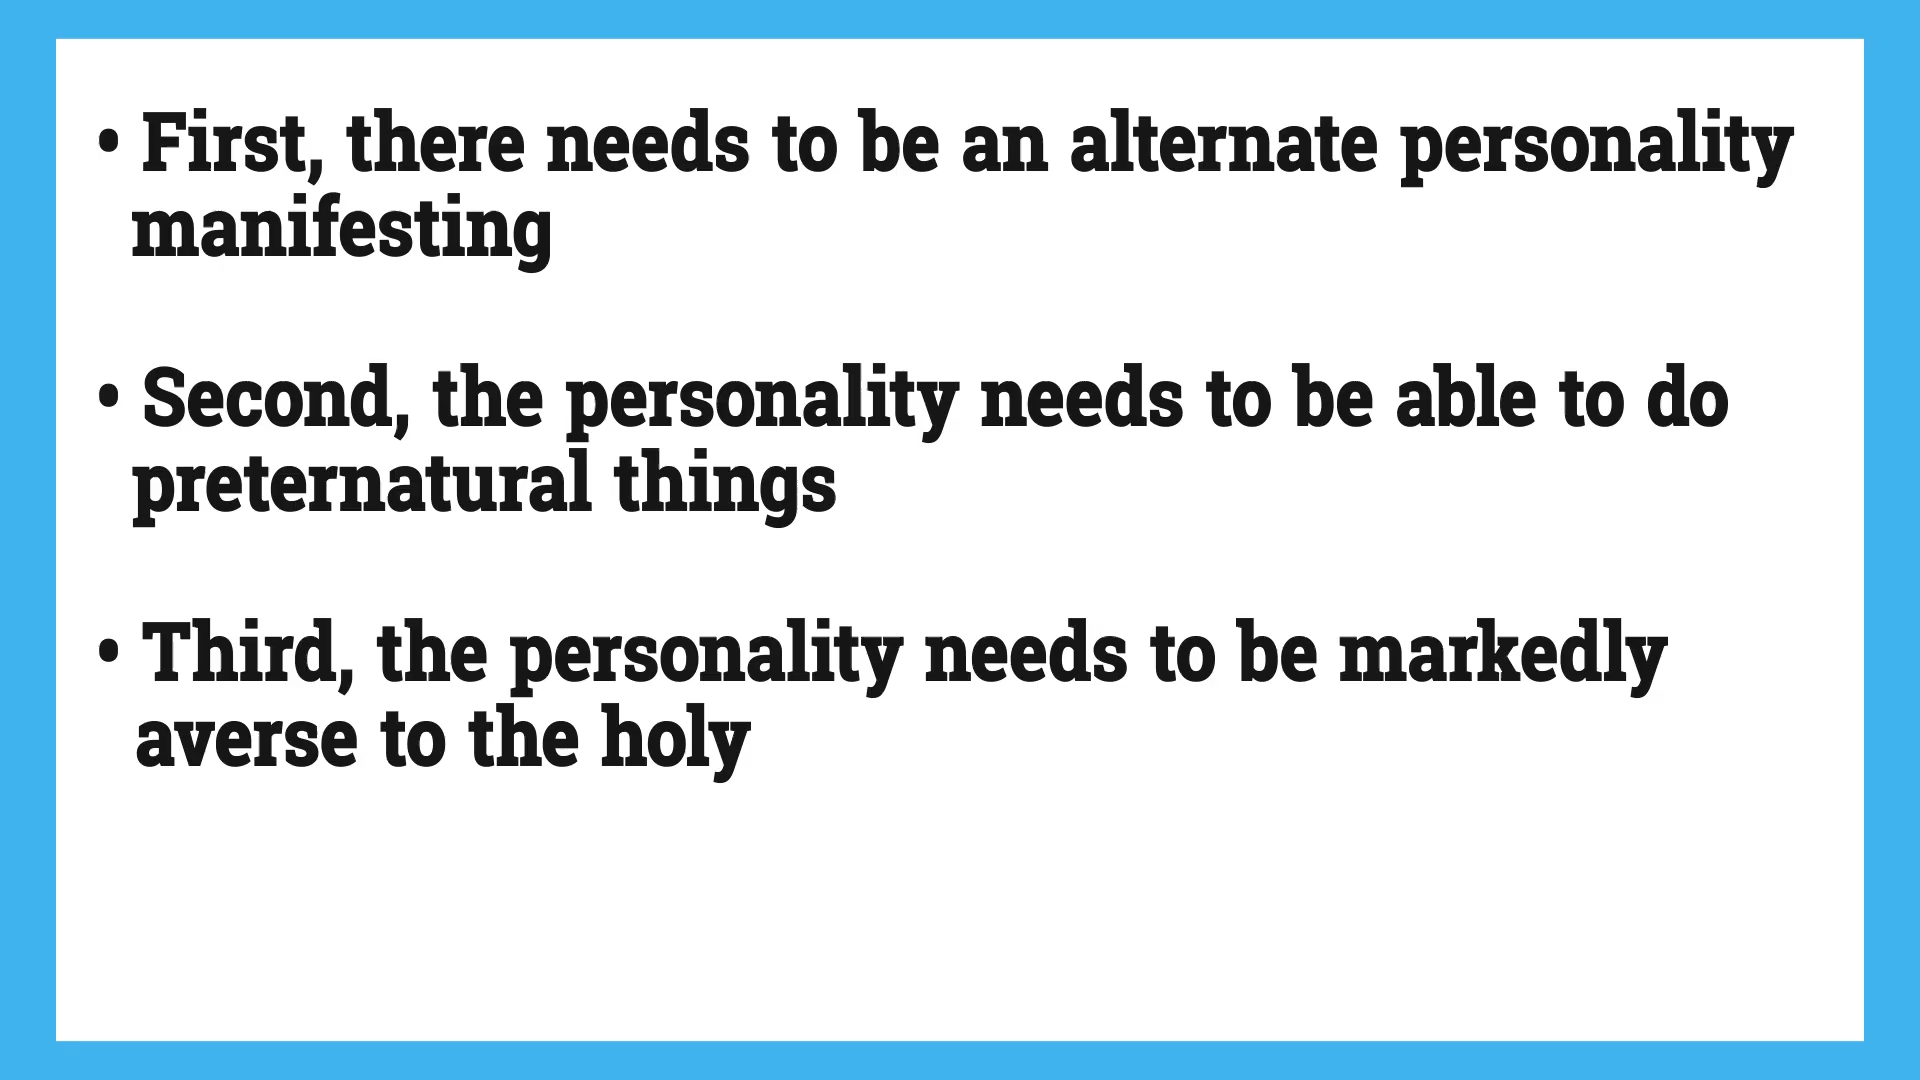 • First, there needs to be an alternate personality
manifesting
• Second, the personality needs to be able to do
preternatural things
• Third, the personality needs to be markedly
averse to the holy